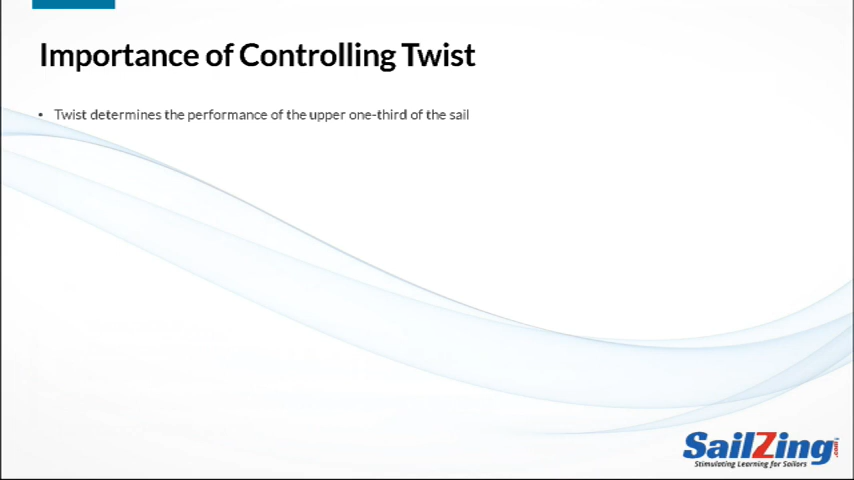 Importance of Controlling Twist
• Twist determines the performance of the upper one-third of the sail
SailZing.com
Stimulating Learning for Sailors